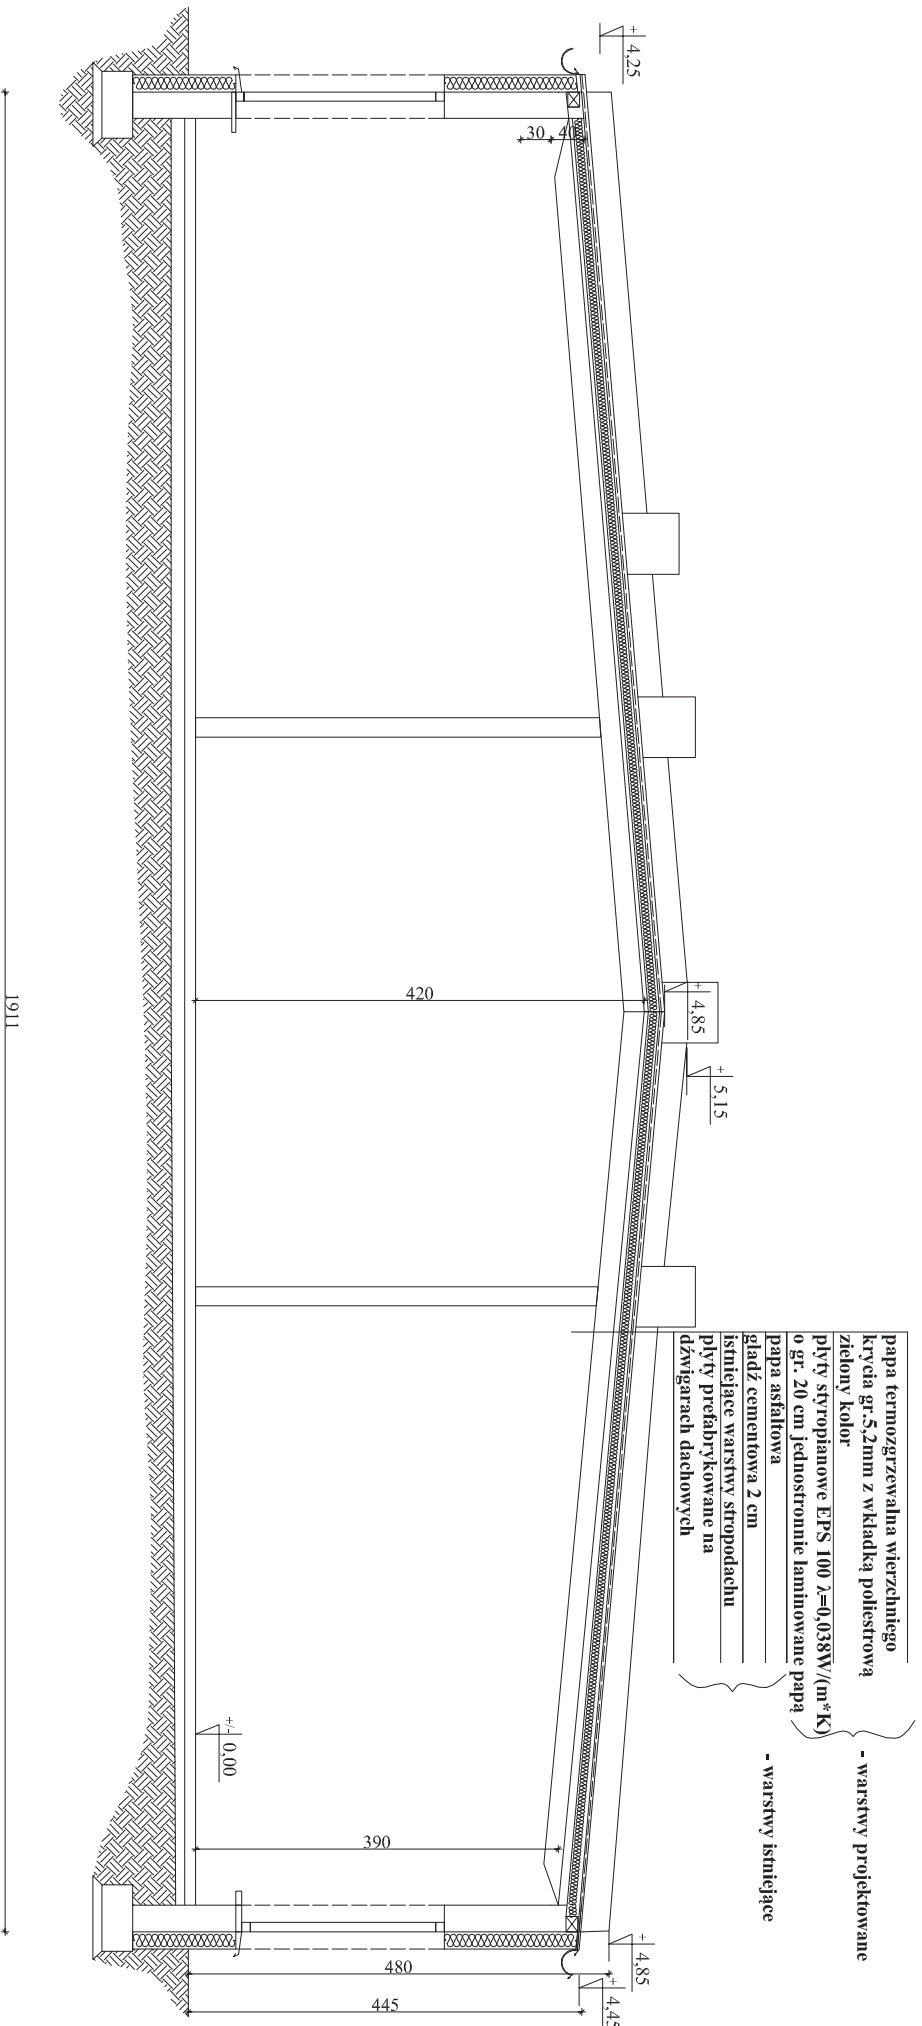 papa termozgrzewalna wierzchniego
krycia gr.5,2mm z wkładką poliestrową
zielony kolor
płyty styropianowe EPS 100 λ=0,038W/(m*K)
o gr. 20 cm jednostronnie laminowane papą
papa asfaltowa
gładź cementowa 2 cm
istniejące warstwy stropodachu
płyty prefabrykowane na
dźwigarach dachowych
- warstwy projektowane
- warstwy istniejące
+ 4,25
30
40
+ 4,85
+ 5,15
420
+/- 0,00
390
+ 4,85
+ 4,45
480
445
1911